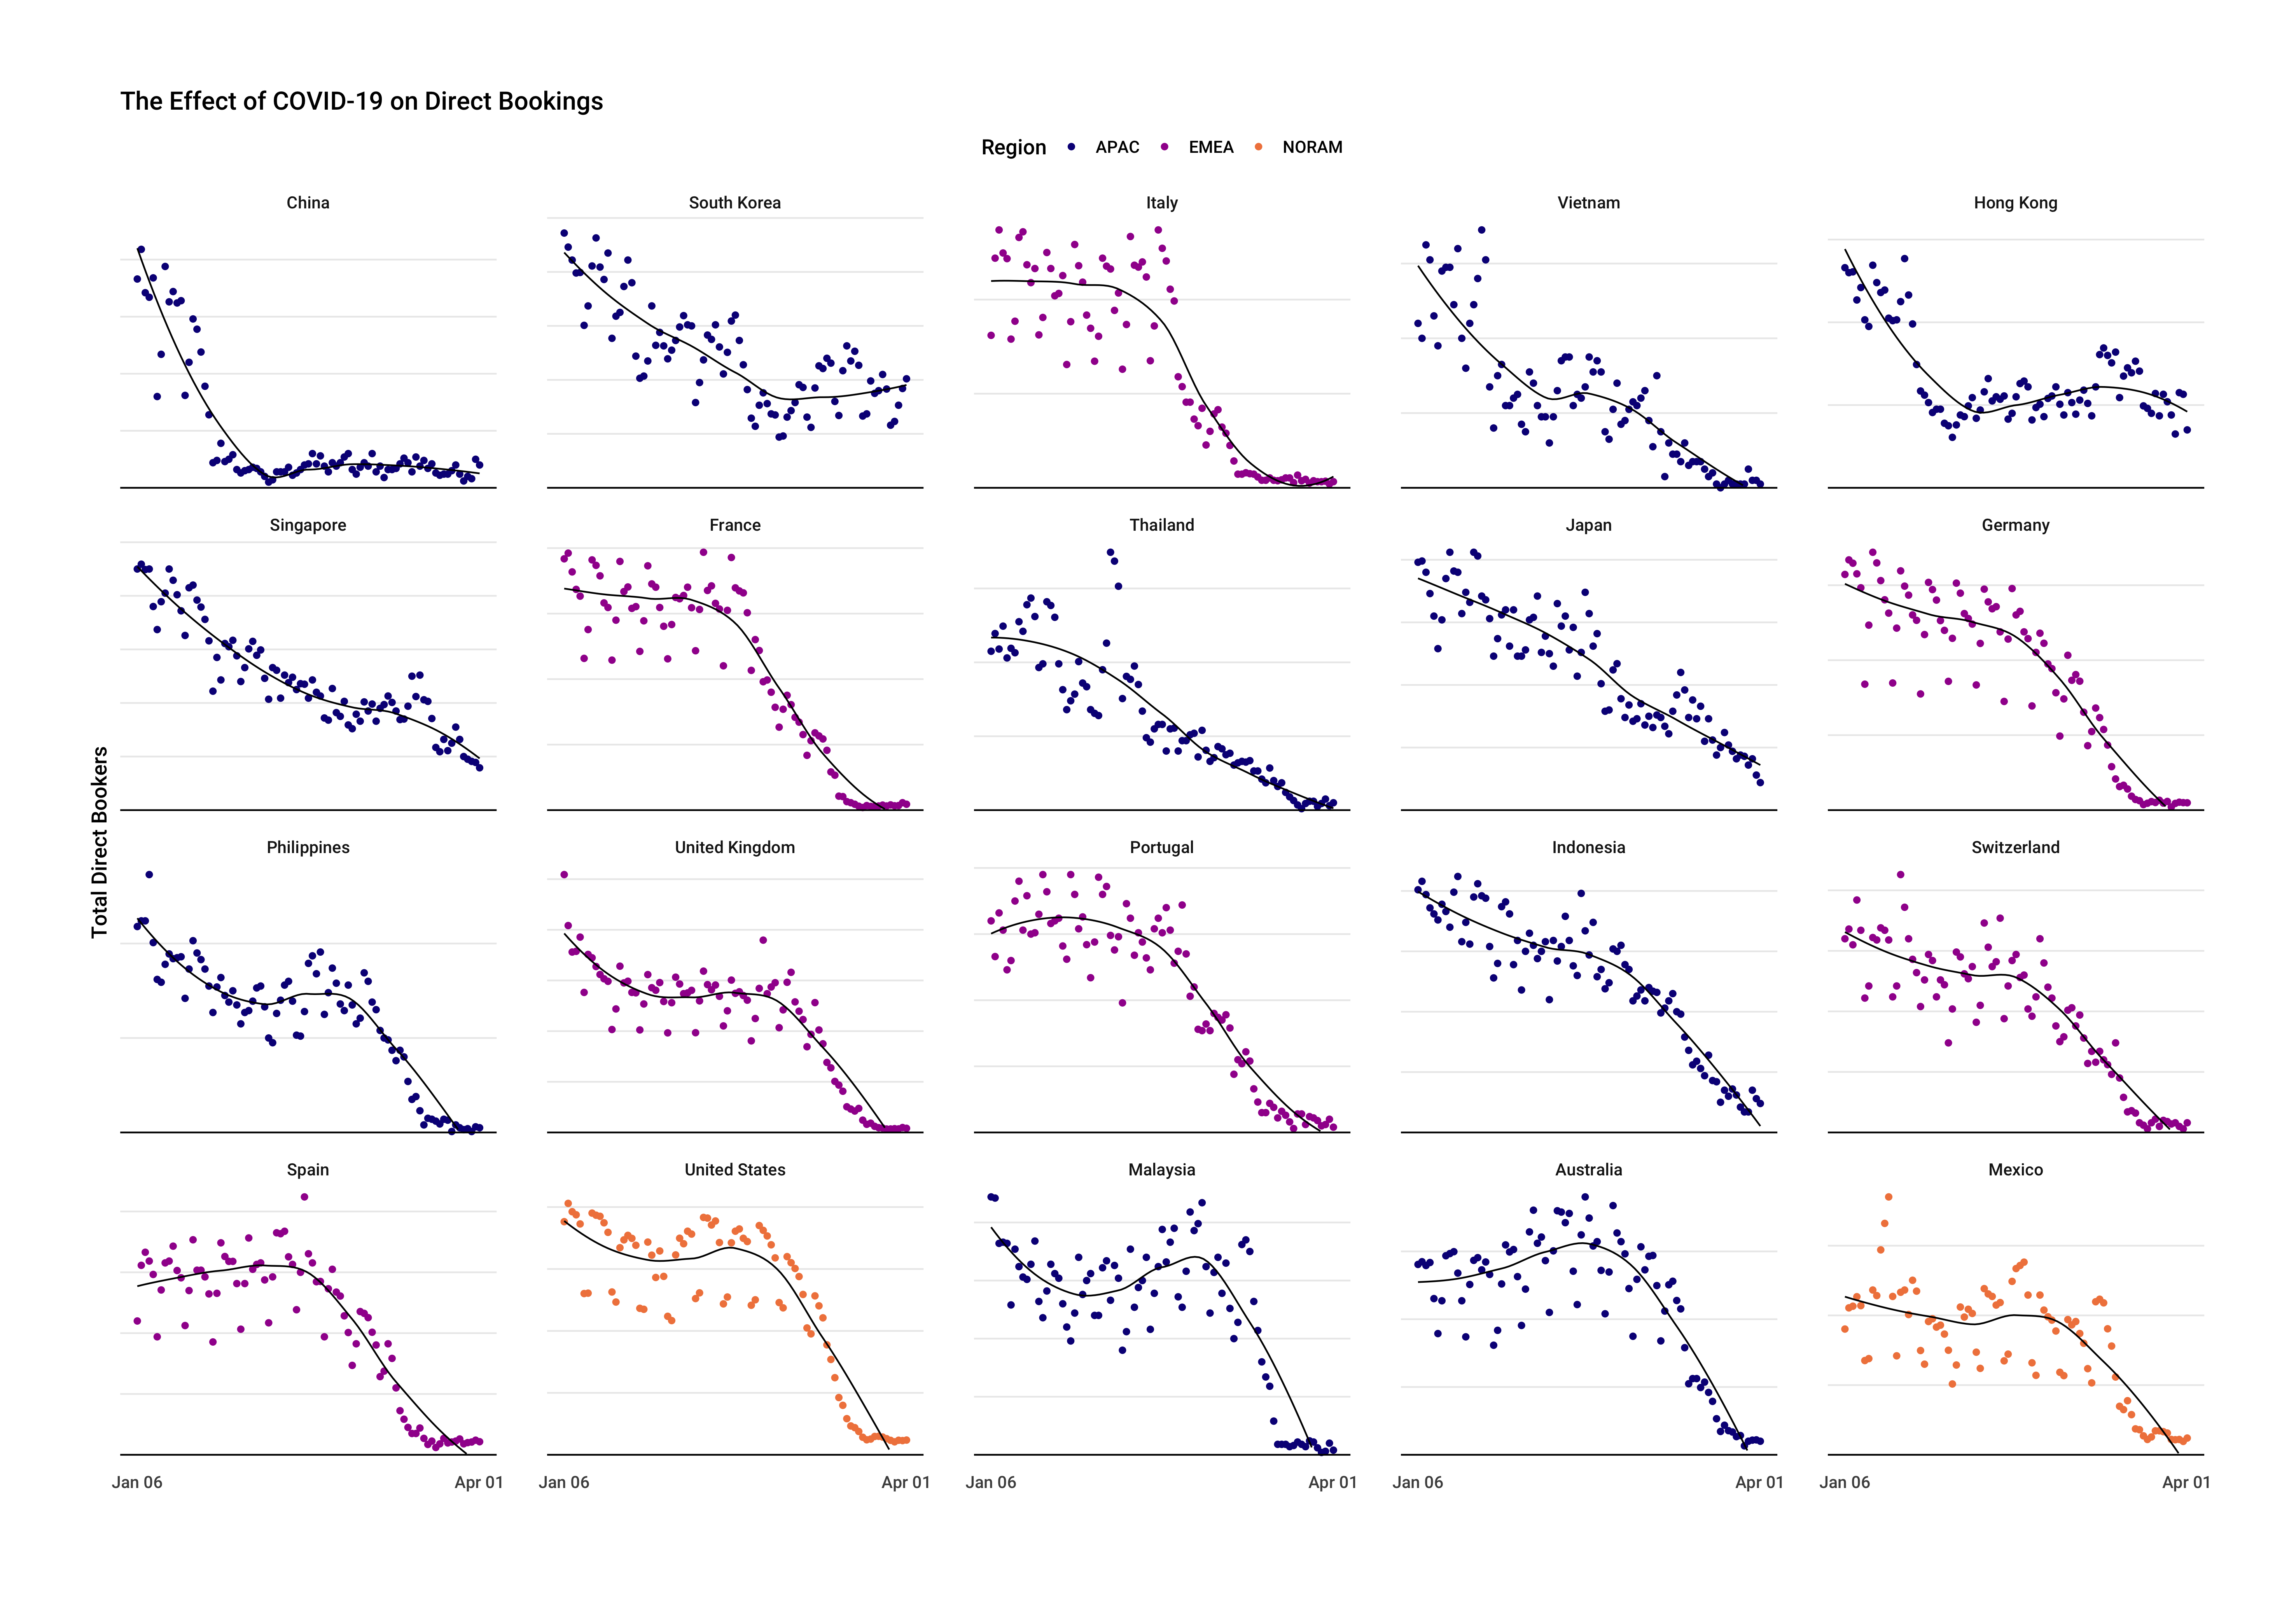 The Effect of COVID-19 on Direct Bookings
Region APAC EMEA NORAM
China South Korea Italy Vietnam Hong Kong
Singapore France Thailand Japan Germany
Total Direct Bookers
Philippines United Kingdom Portugal Indonesia Switzerland
Spain United States Malaysia Australia Mexico
Jan 06 Apr 01 Jan 06 Apr 01 Jan 06 Apr 01 Jan 06 Apr 01 Jan 06 Apr 01